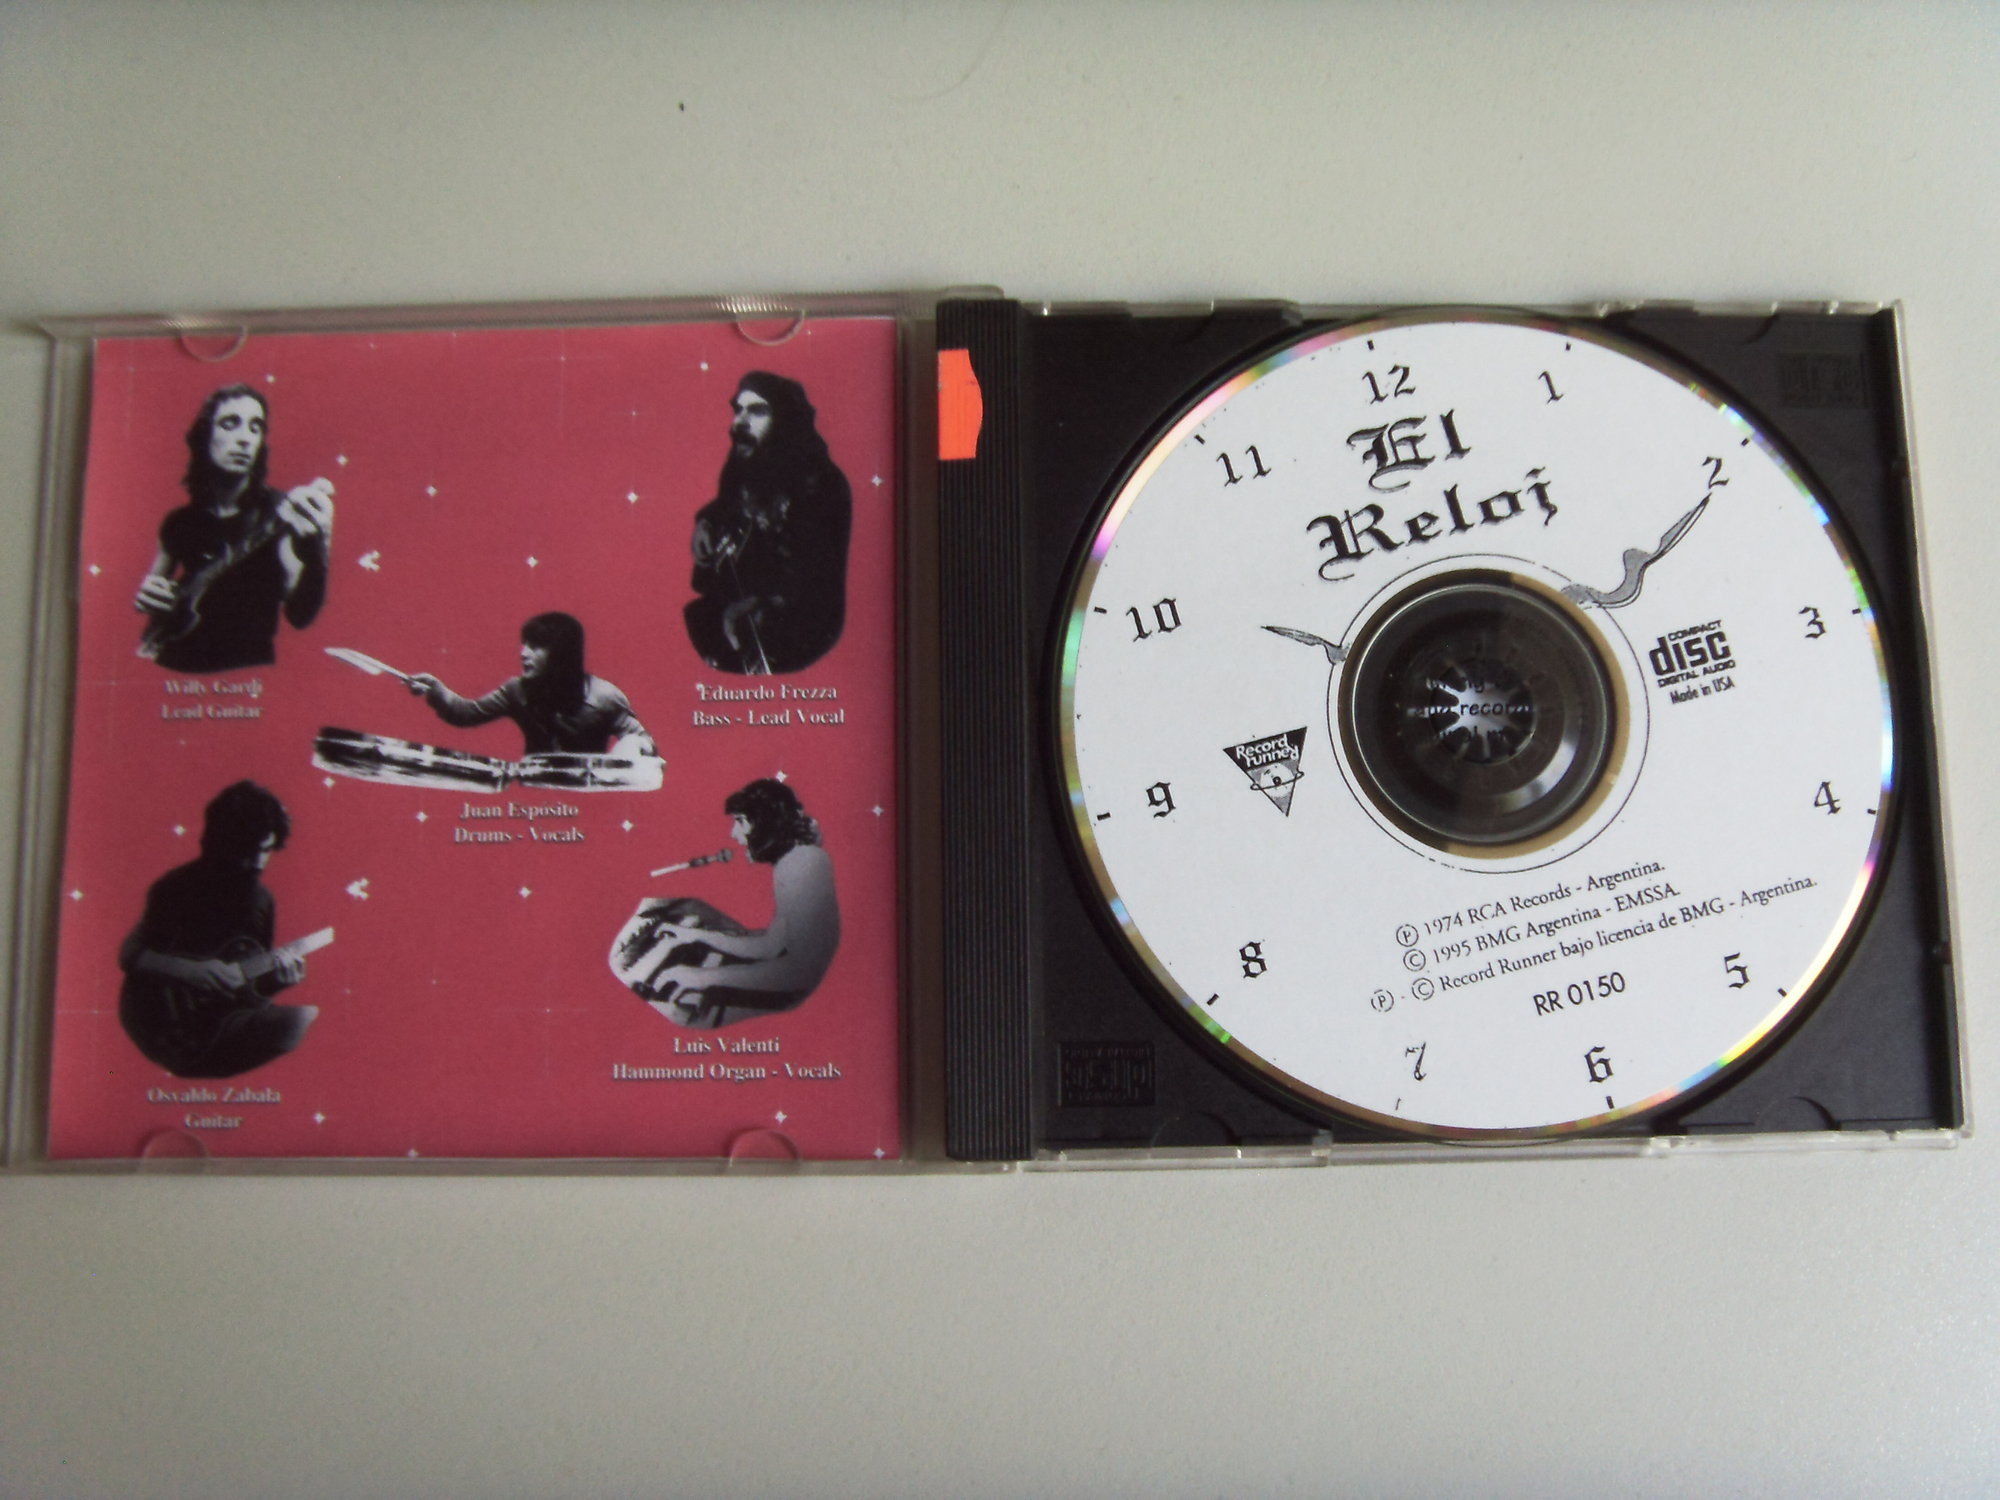 Willy Gardi
Lead Guitar
Eduardo Frezza
Bass - Lead Vocal
Juan Espósito
Drums - Vocals
Osvaldo Zabala
Guitar
Luis Valenti
Hammond Organ - Vocals
12
1
2
3
4
5
6
7
8
9
10
11
El
Reloj
COMPACT
disc
DIGITAL AUDIO
Made in USA
Record
Runner
Ⓟ 1974 RCA Records - Argentina.
© 1995 BMG Argentina - EMSSA.
Ⓟ - © Record Runner bajo licencia de BMG - Argentina.
RR 0150